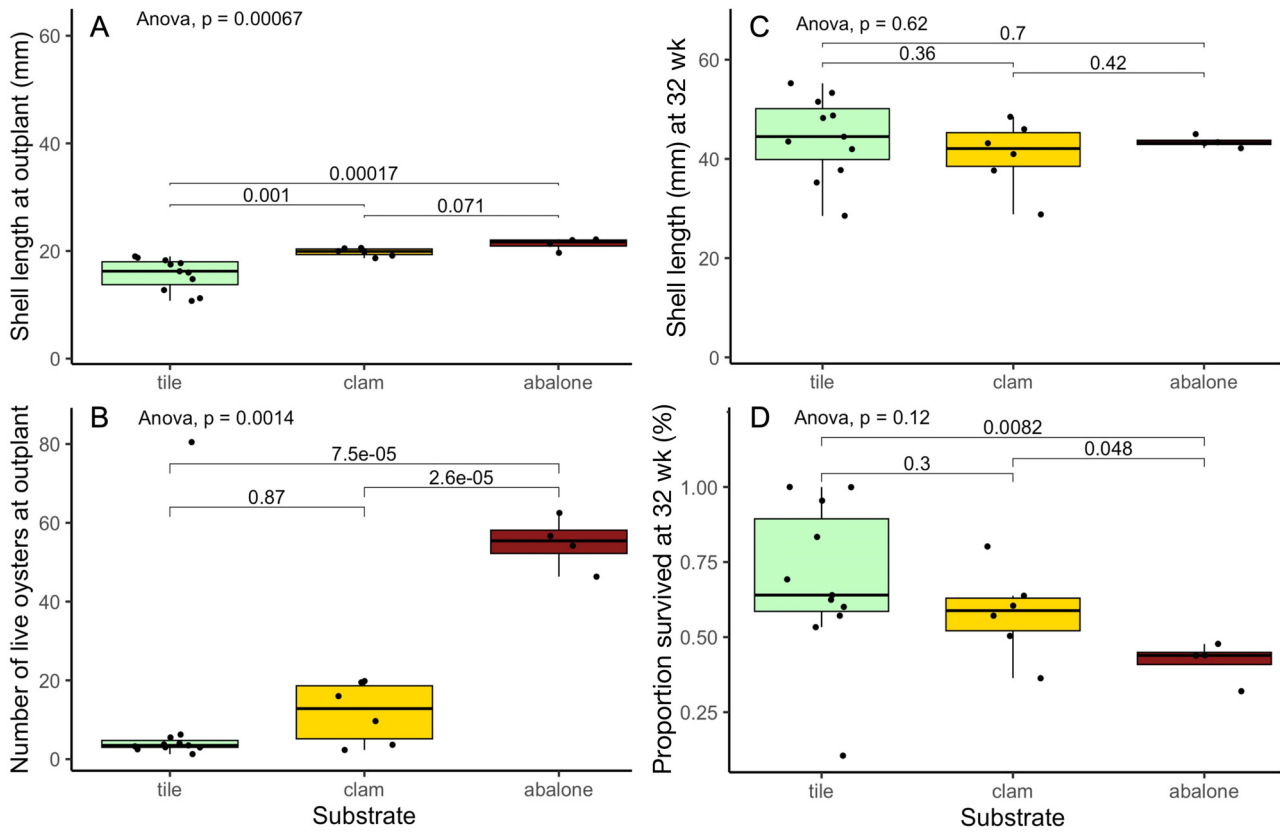 A
Anova, p = 0.00067
Shell length at outplant (mm)
60
40
20
0
0.00017
0.001
0.071
tile
clam
abalone
C
Anova, p = 0.62
Shell length (mm) at 32 wk
60
40
20
0
0.7
0.36
0.42
tile
clam
abalone
B
Anova, p = 0.0014
Number of live oysters at outplant
80
60
40
20
0
7.5e-05
2.6e-05
0.87
tile
clam
abalone
Substrate
D
Anova, p = 0.12
Proportion survived at 32 wk (%)
1.00
0.75
0.50
0.25
0.0082
0.048
0.3
tile
clam
abalone
Substrate